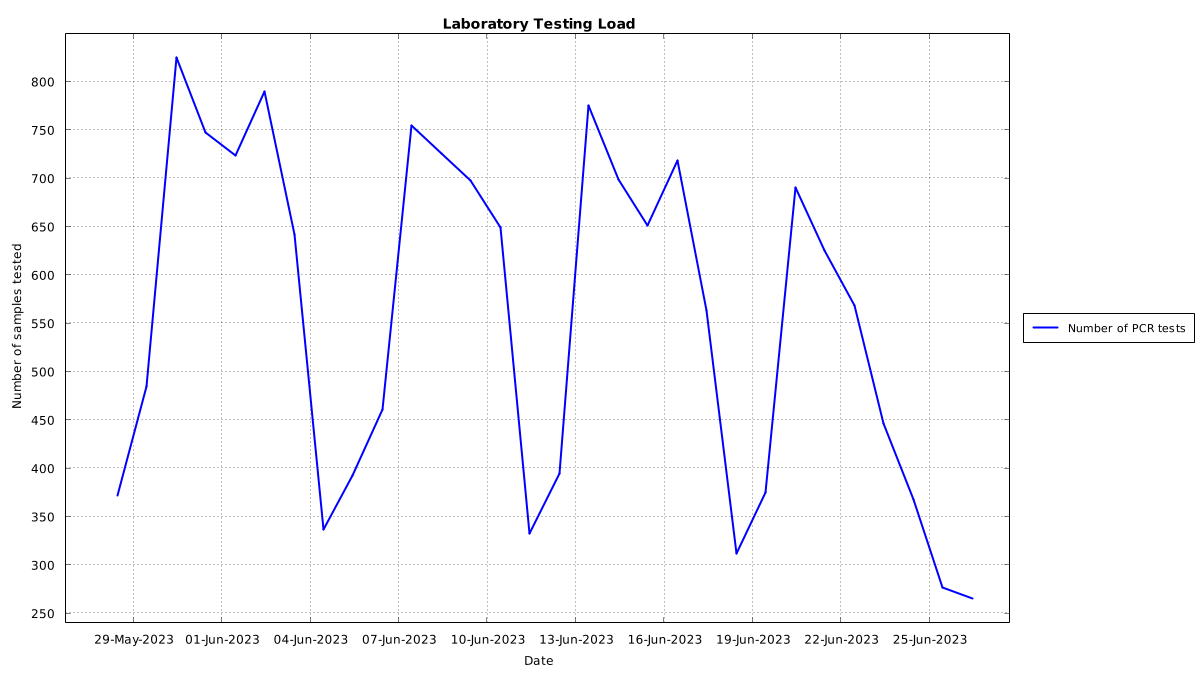 Laboratory Testing Load
800
750
700
650
600
550
500
450
400
350
300
250
Number of samples tested
29-May-2023 01-Jun-2023 04-Jun-2023 07-Jun-2023 10-Jun-2023 13-Jun-2023 16-Jun-2023 19-Jun-2023 22-Jun-2023 25-Jun-2023
Date
Number of PCR tests